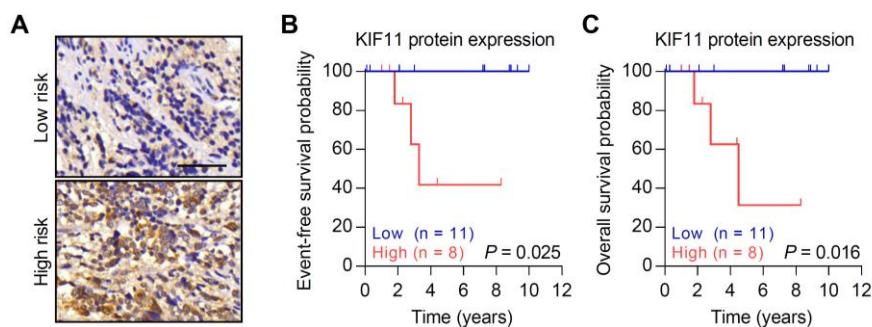 A
Low risk
High risk
B
KIF11 protein expression
Event-free survival probability
100
80
60
40
20
0
Low (n = 11)
High (n = 8)
P = 0.025
0 2 4 6 8 10 12
Time (years)
C
KIF11 protein expression
Overall survival probability
100
80
60
40
20
0
Low (n = 11)
High (n = 8)
P = 0.016
0 2 4 6 8 10 12
Time (years)